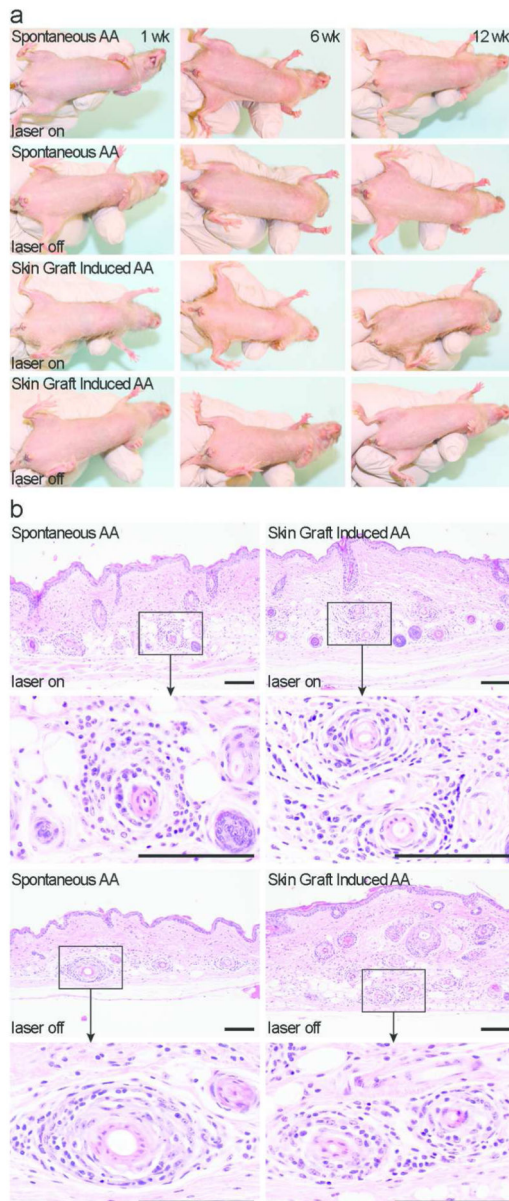 a
Spontaneous AA 1 wk 6 wk 12 wk
laser on
Spontaneous AA
laser off
Skin Graft Induced AA
laser on
Skin Graft Induced AA
laser off
b
Spontaneous AA Skin Graft Induced AA
laser on laser on
Spontaneous AA Skin Graft Induced AA
laser off laser off